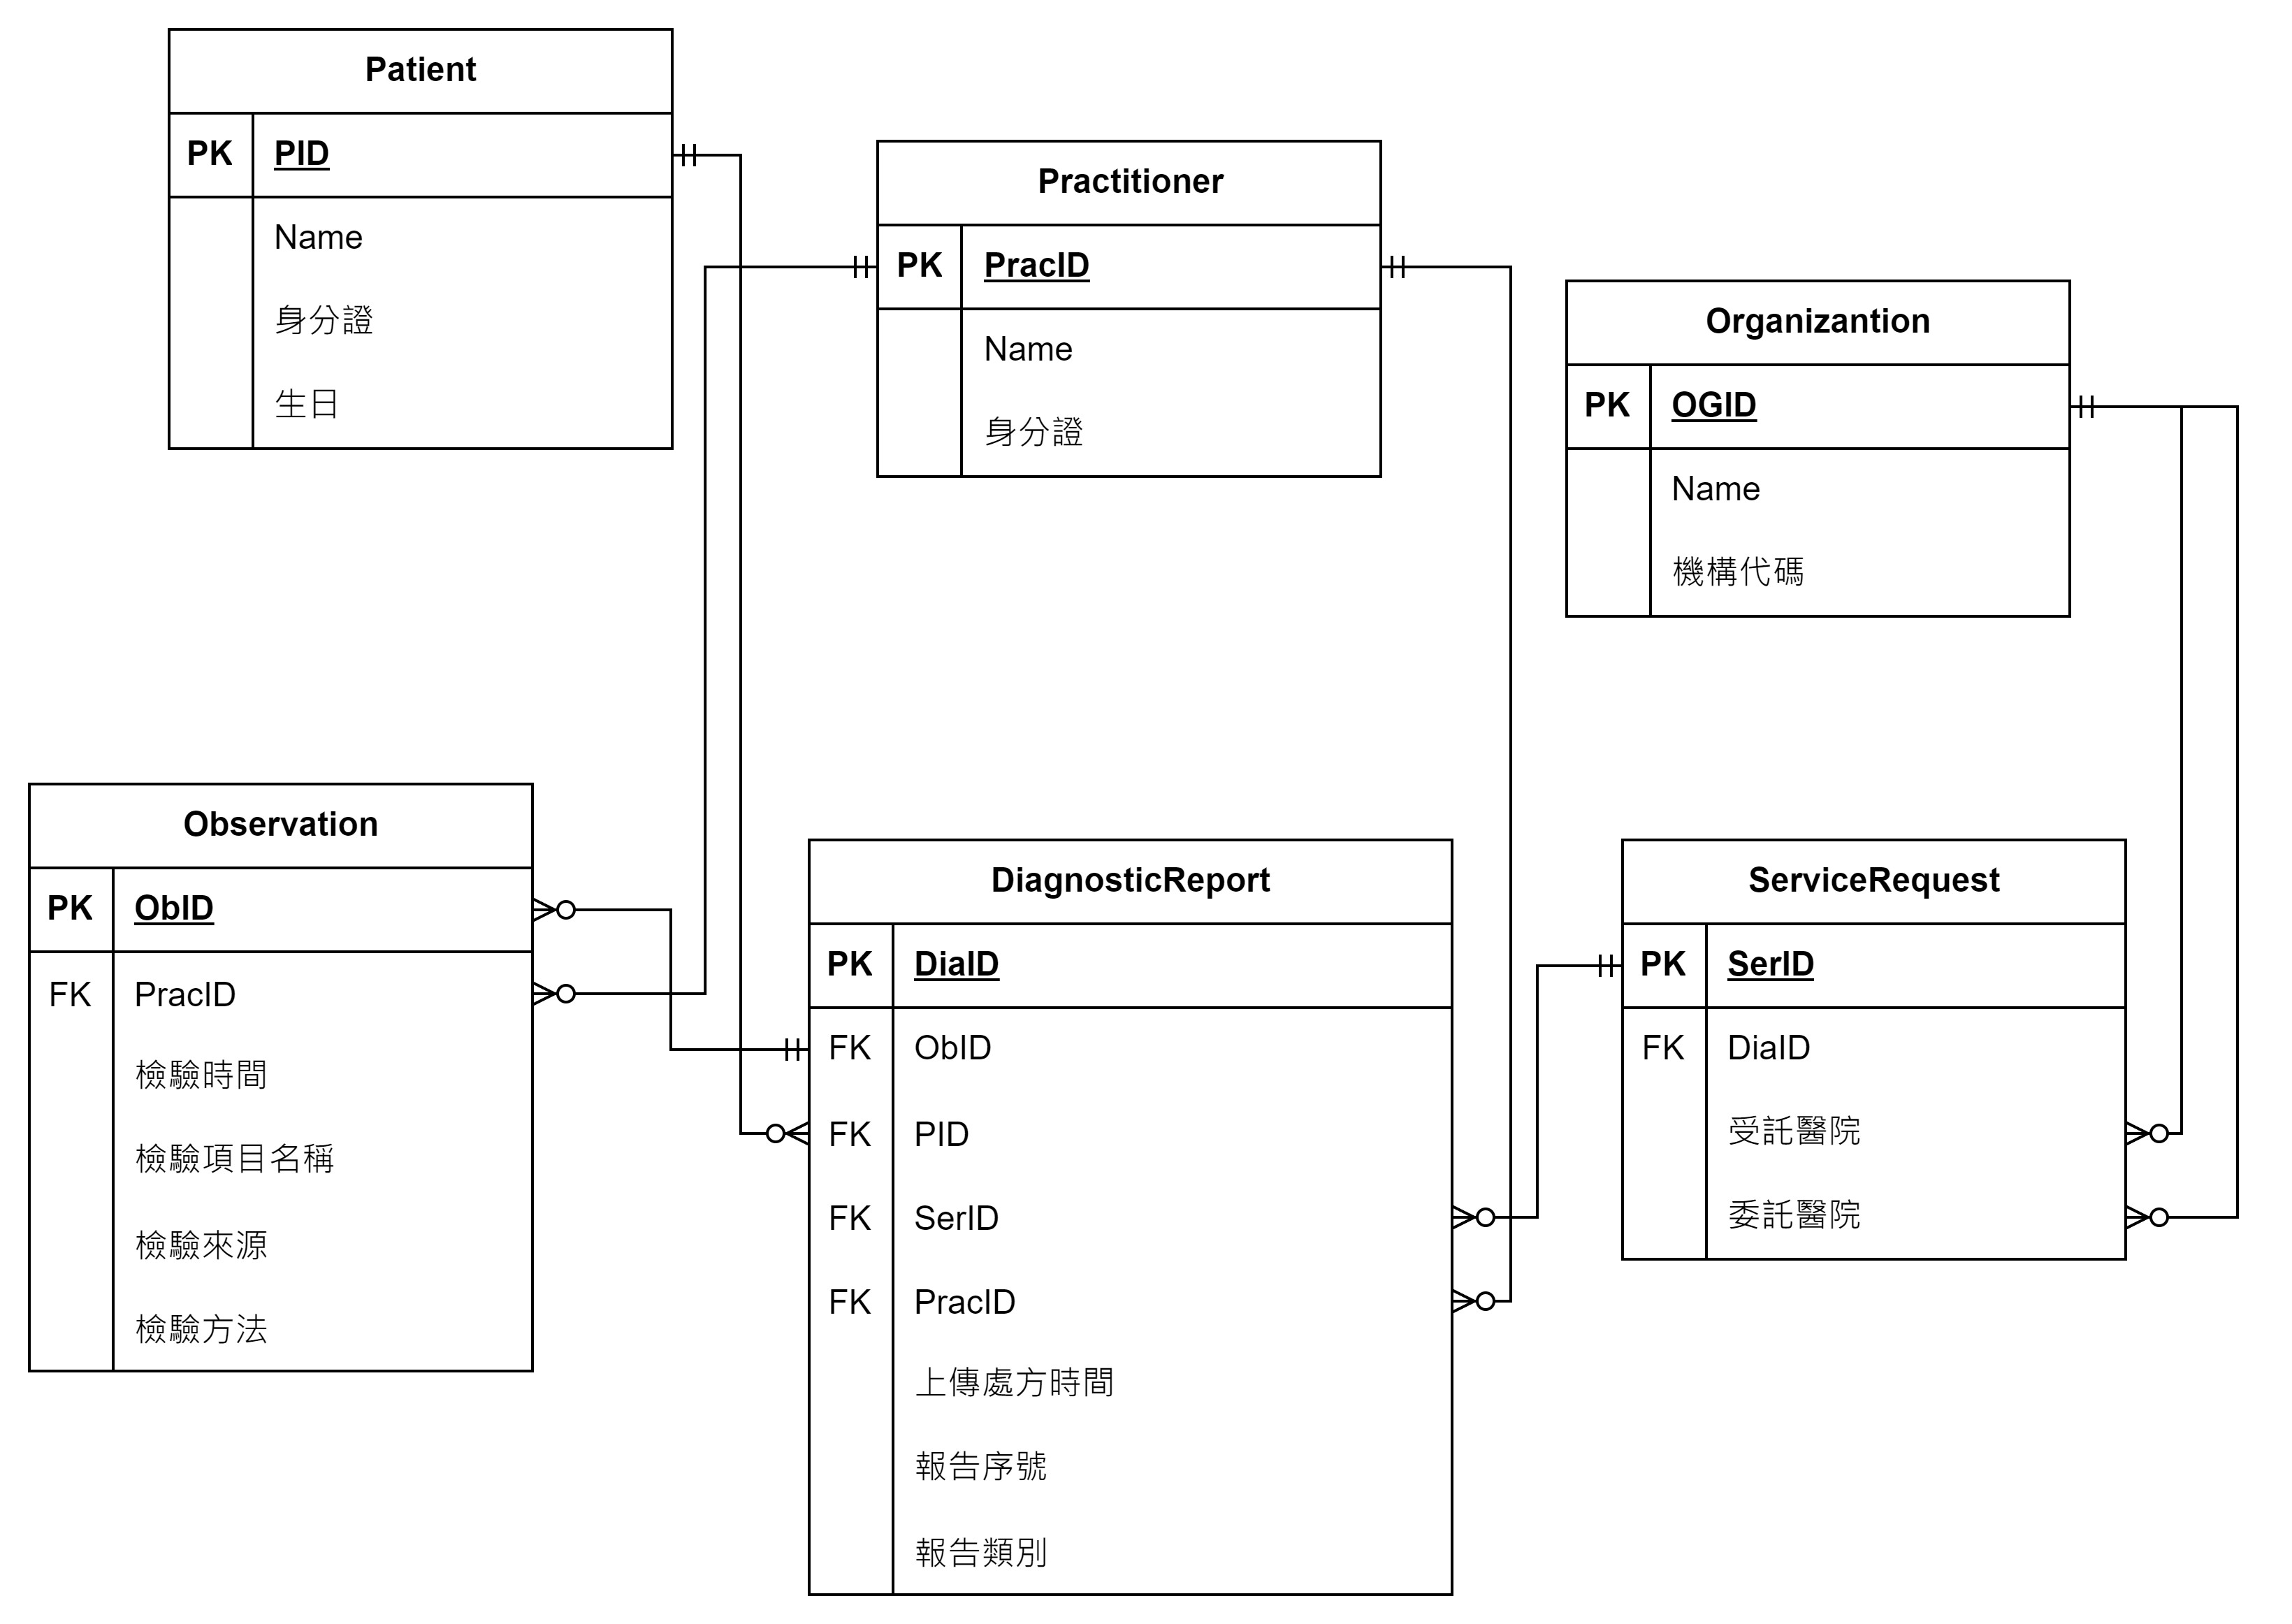 Patient
PK PID
Name
身分證
生日
Practitioner
PK PracID
Name
身分證
Organizantion
PK OGID
Name
機構代碼
Observation
PK ObID
FK PracID
檢驗時間
檢驗項目名稱
檢驗來源
檢驗方法
DiagnosticReport
PK DiaID
FK ObID
FK PID
FK SerID
FK PracID
上傳處方時間
報告序號
報告類別
ServiceRequest
PK SerID
FK DiaID
受託醫院
委託醫院